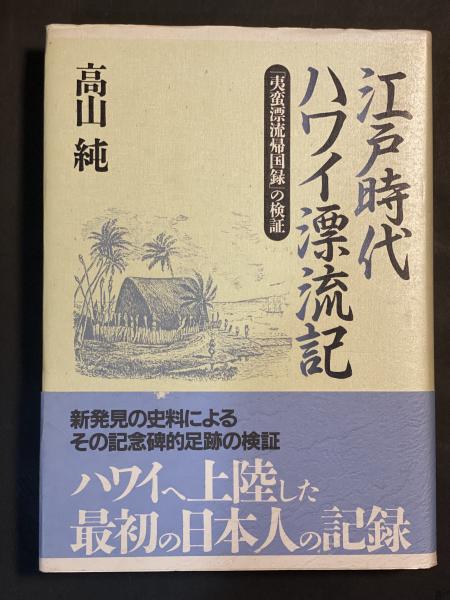 江戸時代
ハワイ漂流記
『夷蛮漂流帰国録』の検証
高山純
新発見の史料による
その記念碑的足跡の検証
ハワイへ上陸した
最初の日本人の記録